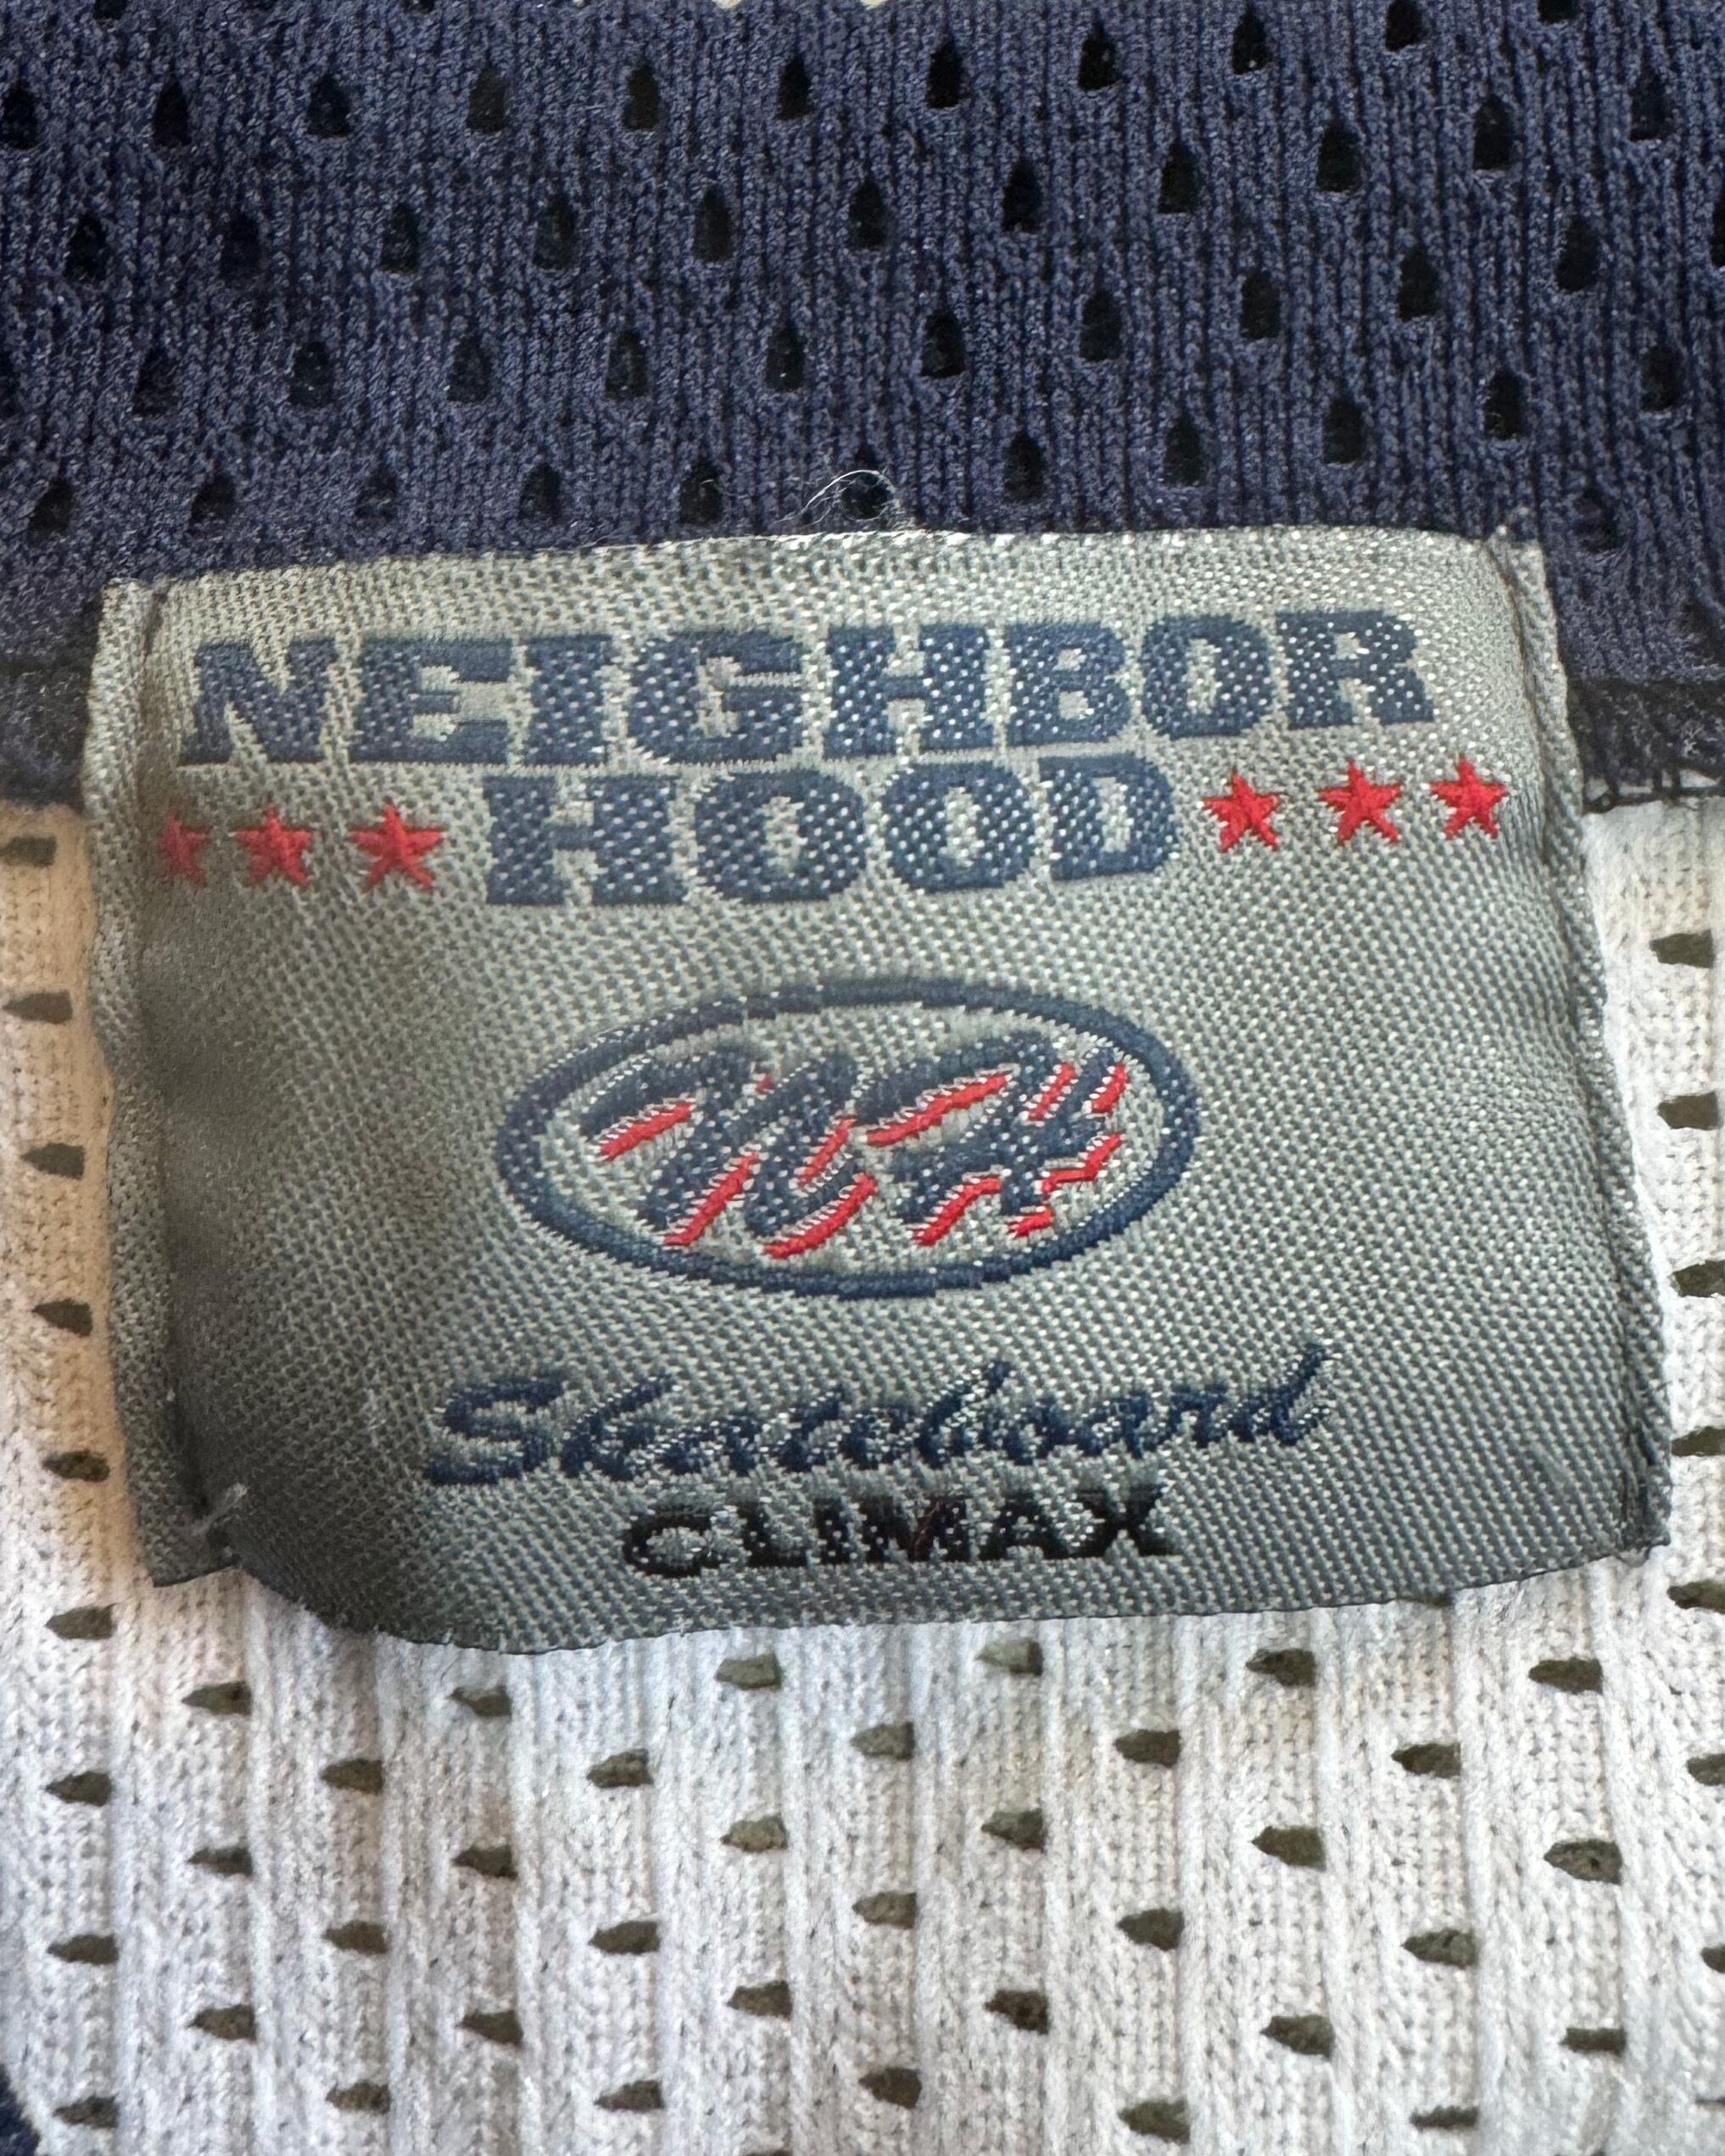 NEIGHBOR
HOOD
NH
Skateboard
CLIMAX